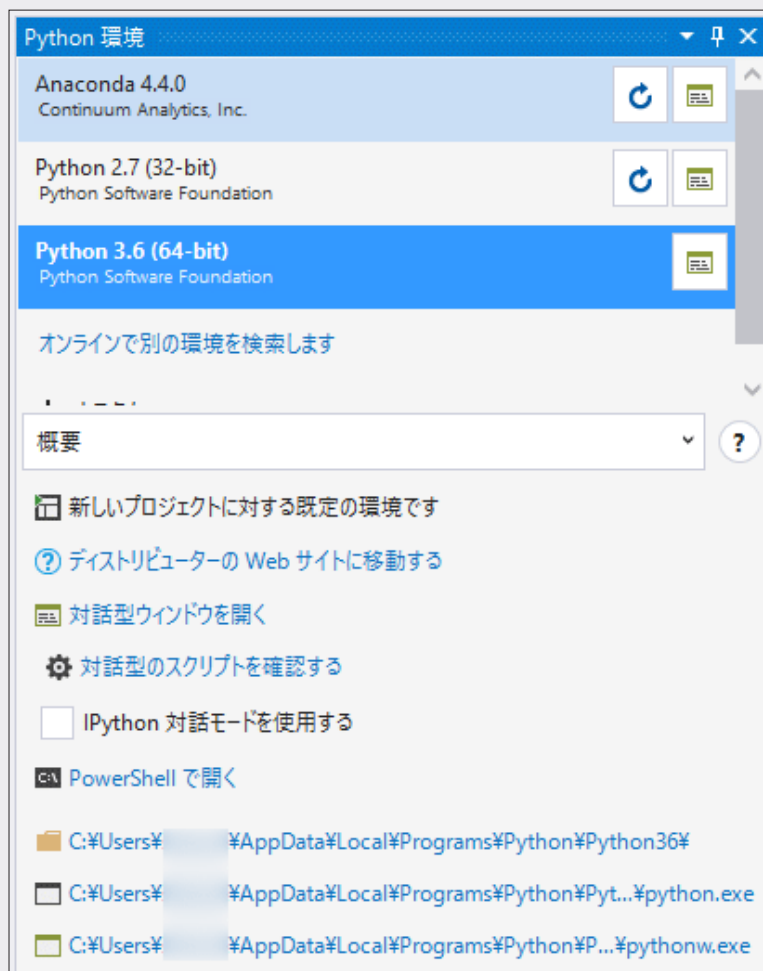 Python 環境
Anaconda 4.4.0
Continuum Analytics, Inc.
Python 2.7 (32-bit)
Python Software Foundation
Python 3.6 (64-bit)
Python Software Foundation
オンラインで別の環境を検索します
概要
?
新しいプロジェクトに対する既定の環境です
? ディストリビューターの Web サイトに移動する
対話型ウィンドウを開く
対話型のスクリプトを確認する
IPython 対話モードを使用する
C:\ PowerShell で開く
C:¥Users¥ ¥AppData¥Local¥Programs¥Python¥Python36¥
C:¥Users¥ ¥AppData¥Local¥Programs¥Python¥Pyt...¥python.exe
C:¥Users¥ ¥AppData¥Local¥Programs¥Python¥P...¥pythonw.exe